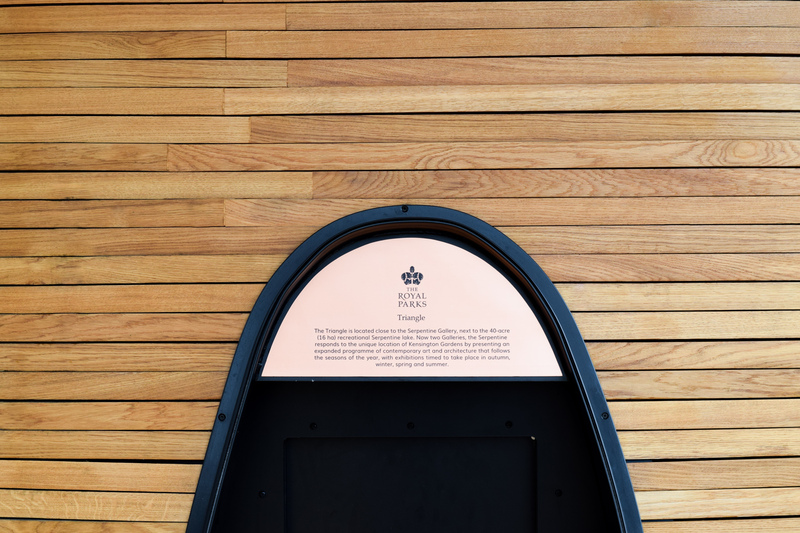 THE
ROYAL
PARKS
Triangle
The Triangle is located close to the Serpentine Gallery, next to the 40-acre
(16 ha) recreational Serpentine lake. Now two Galleries, the Serpentine
responds to the unique location of Kensington Gardens by presenting an
expanded programme of contemporary art and architecture that follows
the seasons of the year, with exhibitions timed to take place in autumn,
winter, spring and summer.